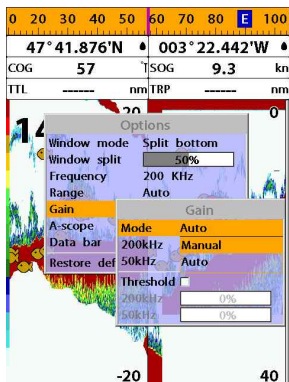 0 10 20 30 40 50 60 70 80 E 100
47°41.876'N 003°22.442'W
COG 57 °T SOG 9.3 kn
TTL ------ nm TRP ------ nm
20 0
14
Options
Window mode Split bottom
Window split 50%
Frequency 200 KHz
Range Auto
Gain
A-scope
Data bar
Restore def
Gain
Mode Auto
200kHz Manual
50kHz Auto
Threshold
200kHz 0%
50kHz 0%
-20 40